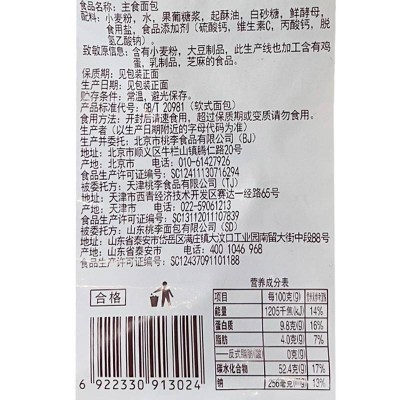 食品名称：主食面包
配料：小麦粉，水，果葡糖浆，起酥油，白砂糖，鲜酵母，
食用盐，食品添加剂（硫酸钙，维生素C，丙酸钙，脱
氢乙酸钠）。
致敏原信息：含有小麦粉，大豆制品，此生产线也加工含有鸡
蛋，乳制品，芝麻的食品。
保质期：见包装正面
生产日期：见包装正面
贮存条件：常温，避光保存。
产品标准代号：GB/T 20981（软式面包）
食用方法：开封后请速食用，超过保质期或变质请勿食用。
生产者（以生产日期附近的字母代码为准）
生产并委托：北京市桃李食品有限公司（BJ）
地址：北京市顺义区牛栏山镇腾仁路20号
产地：北京市 电话：010-61427926
食品生产许可证编号：SC12411130716294
被委托方：天津桃李食品有限公司（TJ）
地址：天津市西青经济技术开发区赛达一经路65号
产地：天津市 电话：022-59061213
食品生产许可证编号：SC13112011107839
被委托方：山东桃李面包有限公司（SD）
地址：山东省泰安市岱岳区满庄镇大汶口工业园南留大街中段88号
产地：山东省泰安市 电话：400 1046 968
食品生产许可证编号：SC12437091101188
合格
营养成分表
项目 每100克(g)
能量 1205千焦(kJ) 14%
蛋白质 9.8克(g) 16%
脂肪 4.0克(g) 7%
—反式脂肪(酸) 0克(g)
碳水化合物 52.4克(g) 17%
钠 256毫克(mg) 13%
6 922330 913024